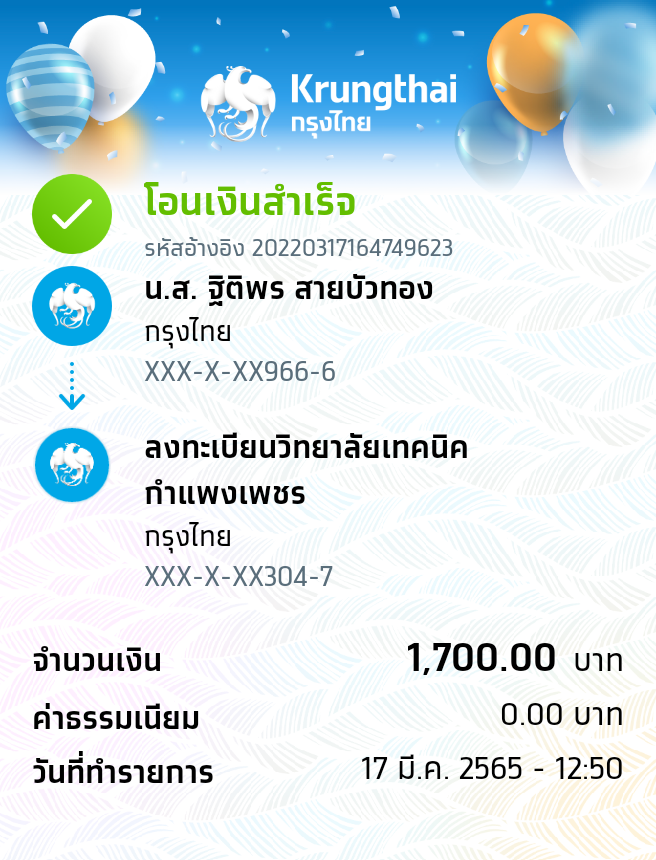 Krungthai
กรุงไทย
โอนเงินสำเร็จ
รหัสอ้างอิง 20220317164749623
น.ส. ฐิติพร สายบัวทอง
กรุงไทย
XXX-X-XX966-6
ลงทะเบียนวิทยาลัยเทคนิค
กำแพงเพชร
กรุงไทย
XXX-X-XX304-7
จำนวนเงิน 1,700.00 บาท
ค่าธรรมเนียม 0.00 บาท
วันที่ทำรายการ 17 มี.ค. 2565 - 12:50